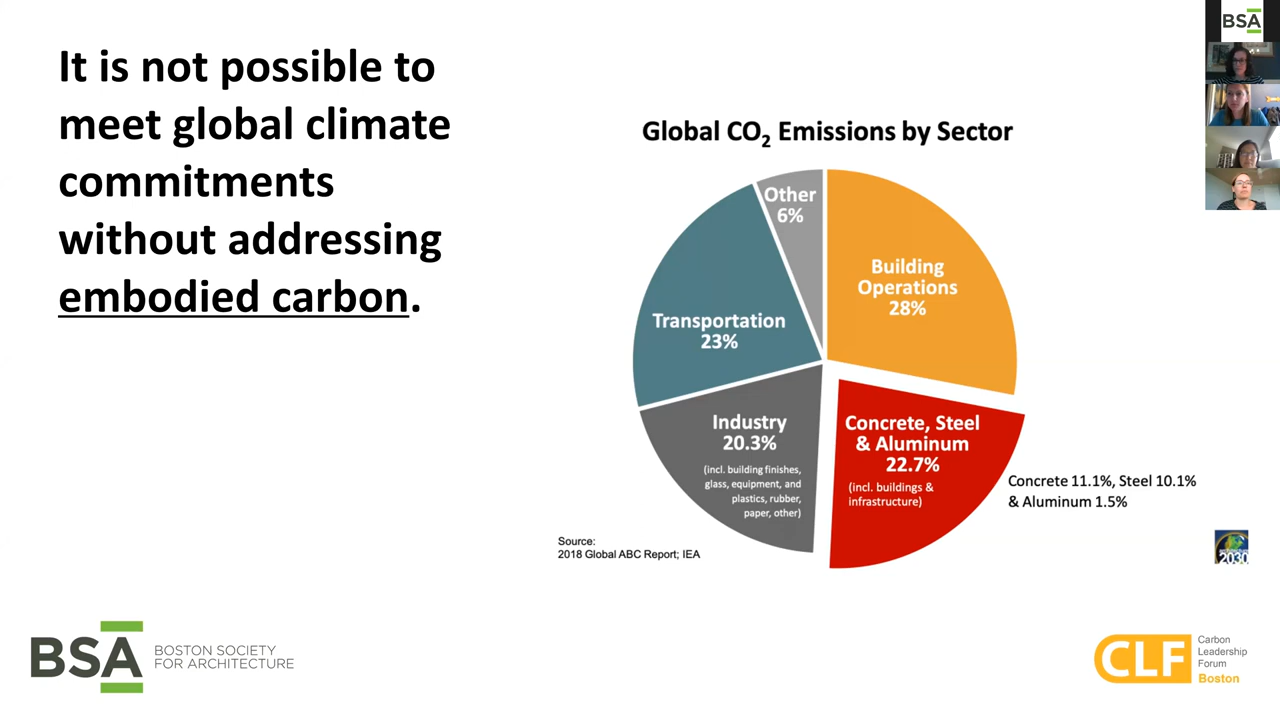 It is not possible to
meet global climate
commitments
without addressing
embodied carbon.
Global CO₂ Emissions by Sector
Other
6%
Building
Operations
28%
Transportation
23%
Industry
20.3%
(incl. building finishes,
glass, equipment, and
plastics, rubber,
paper, other)
Concrete, Steel
& Aluminum
22.7%
(incl. buildings &
infrastructure)
Concrete 11.1%, Steel 10.1%
& Aluminum 1.5%
Source:
2018 Global ABC Report; IEA
BSA
2030
BSA
BOSTON SOCIETY
FOR ARCHITECTURE
CLF
Carbon
Leadership
Forum
Boston